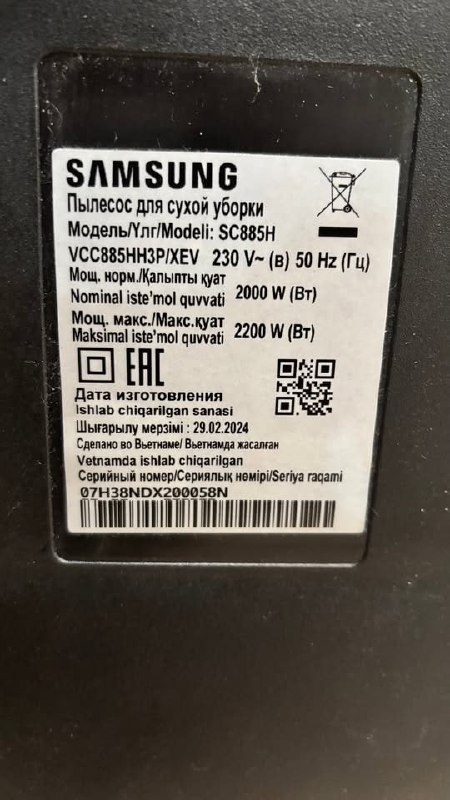 SAMSUNG
Пылесос для сухой уборки
Модель/Үлг/Modeli: SC885H
VCC885HH3P/XEV 230 V~ (в) 50 Hz (Гц)
Мощ. норм./Қалыпты қуат
Nominal iste'mol quvvati 2000 W (Вт)
Мощ. макс./Макс.қуат
Maksimal iste'mol quvvati 2200 W (Вт)
EAC
Дата изготовления
Ishlab chiqarilgan sanasi
Шығарылу мерзімі : 29.02.2024
Сделано во Вьетнаме/ Вьетнамда жасалған
Vetnamda ishlab chiqarilgan
Серийный номер/Сериялық нөмірі/Seriya raqami
07H38NDX200058N